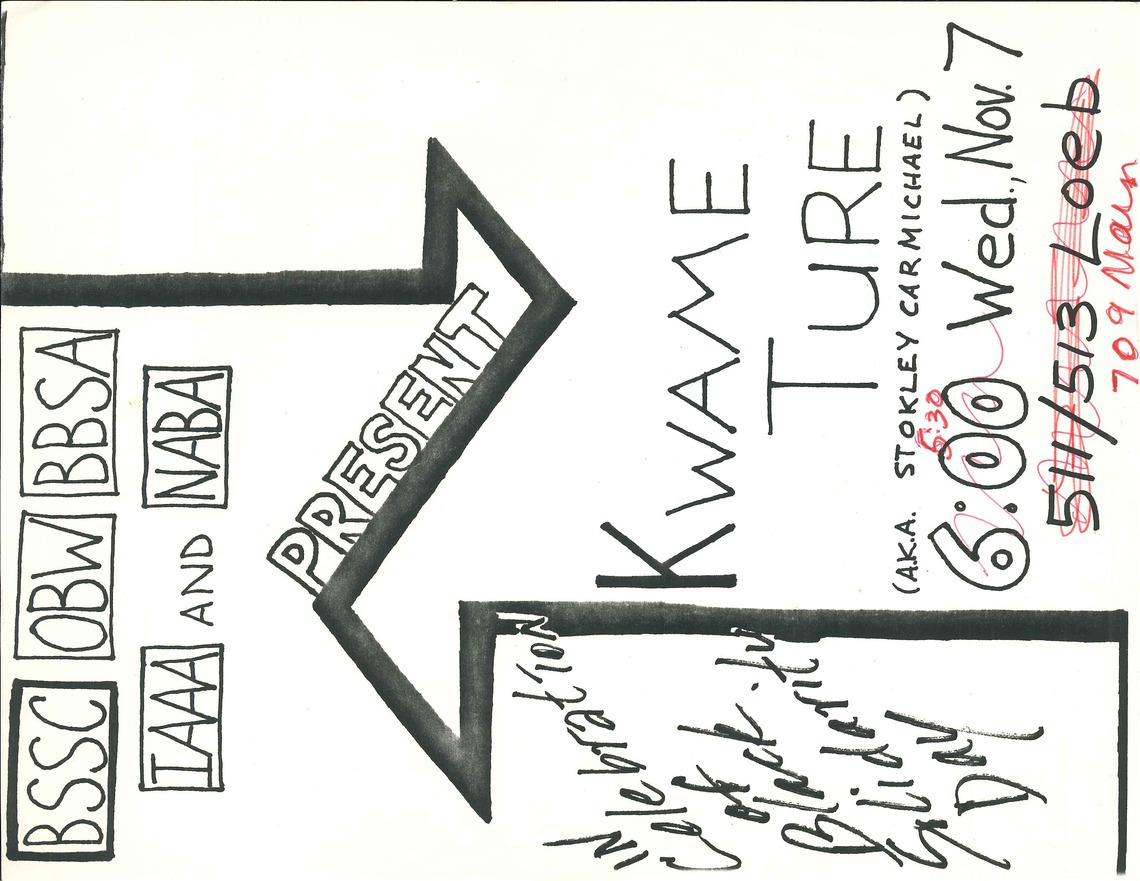 BSSC OBW BBSA
IAAA AND NABA
PRESENT
IN
Celebration
of
Black
Solidarity
Day
KWAME
TURE
(A.K.A. STOKLEY CARMICHAEL)
5:30
6:00 Wed., Nov. 7
511/513 Loeb
709 Main